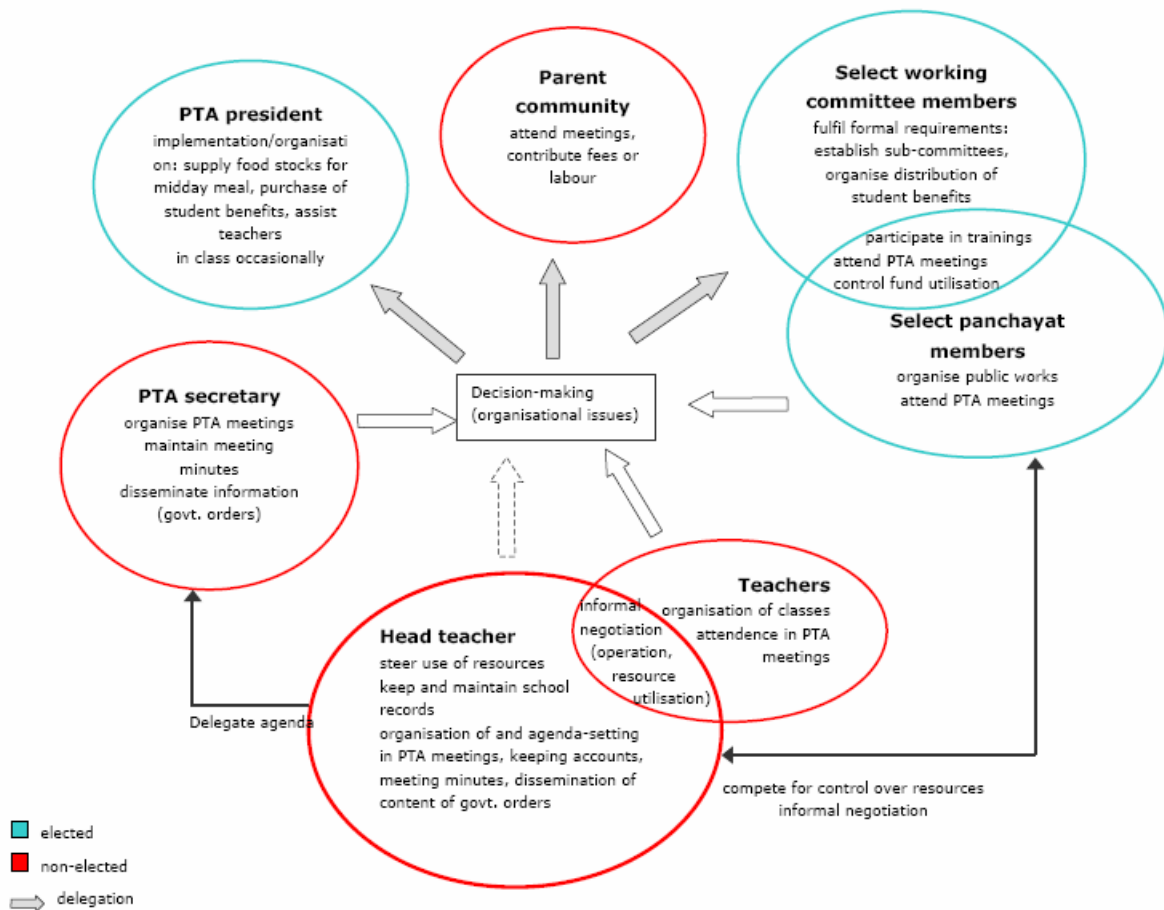 PTA president
implementation/organisati
on: supply food stocks for
midday meal, purchase of
student benefits, assist
teachers
in class occasionally
Parent
community
attend meetings,
contribute fees or
labour
Select working
committee members
fulfil formal requirements:
establish sub-committees,
organise distribution of
student benefits
participate in trainings
attend PTA meetings
control fund utilisation
Select panchayat
members
organise public works
attend PTA meetings
PTA secretary
organise PTA meetings
maintain meeting
minutes
disseminate information
(govt. orders)
Decision-making
(organisational issues)
Head teacher
steer use of resources
keep and maintain school
records
organisation of and agenda-setting
in PTA meetings, keeping accounts,
meeting minutes, dissemination of
content of govt. orders
informal
negotiation
(operation,
resource
utilisation)
Teachers
organisation of classes
attendence in PTA
meetings
Delegate agenda
compete for control over resources
informal negotiation
elected
non-elected
delegation